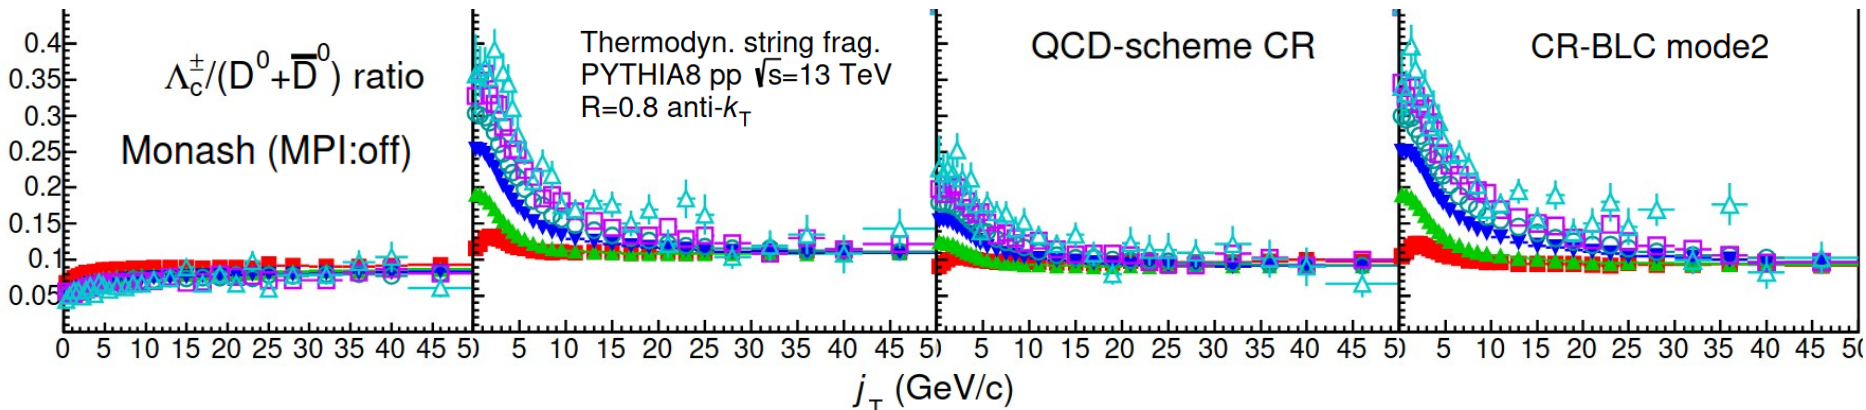 0.4
0.35
0.3
0.25
0.2
0.15
0.1
0.05
Λc±/(D0+D̅0) ratio
Monash (MPI:off)
Thermodyn. string frag.
PYTHIA8 pp √s=13 TeV
R=0.8 anti-kT
QCD-scheme CR
CR-BLC mode2
0 5 10 15 20 25 30 35 40 45
5 10 15 20 25 30 35 40 45
5 10 15 20 25 30 35 40 45
5 10 15 20 25 30 35 40 45
jT (GeV/c)